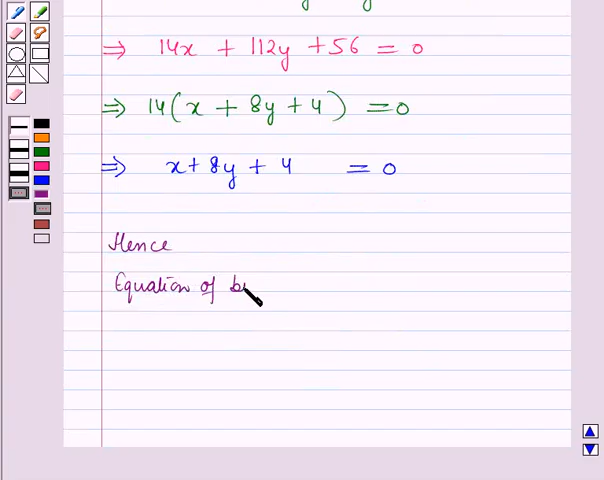 ⇒ 14x + 112y + 56 = 0
⇒ 14(x + 8y + 4) = 0
⇒ x + 8y + 4 = 0
Hence
Equation of b